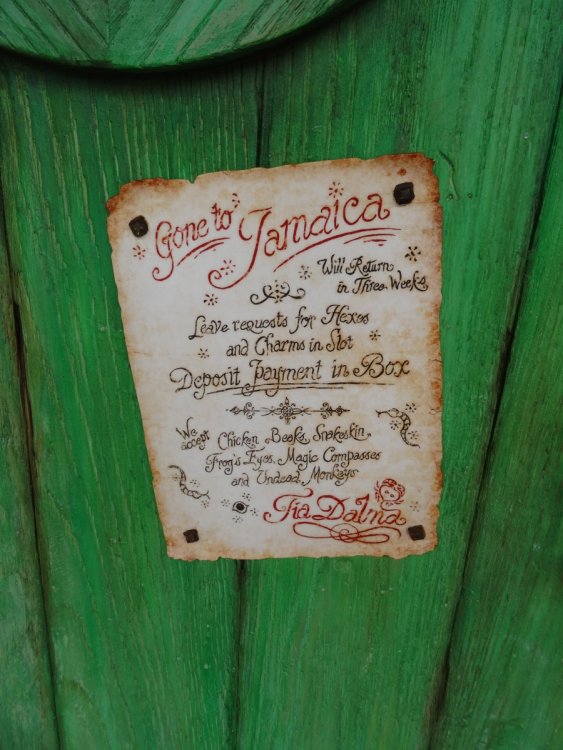 Gone to Jamaica
Will Return
in Three Weeks
Leave requests for Hexes
and Charms in Slot
Deposit Payment in Box
We
accept
Chicken Beaks, Snakeskin,
Frog's Eyes, Magic Compasses
and Undead Monkeys
Tia Dalma